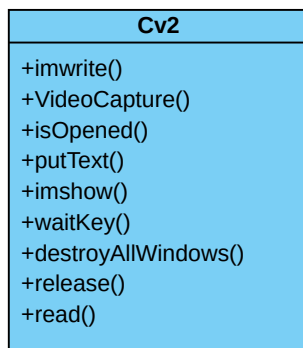 Cv2
+imwrite()
+VideoCapture()
+isOpened()
+putText()
+imshow()
+waitKey()
+destroyAllWindows()
+release()
+read()